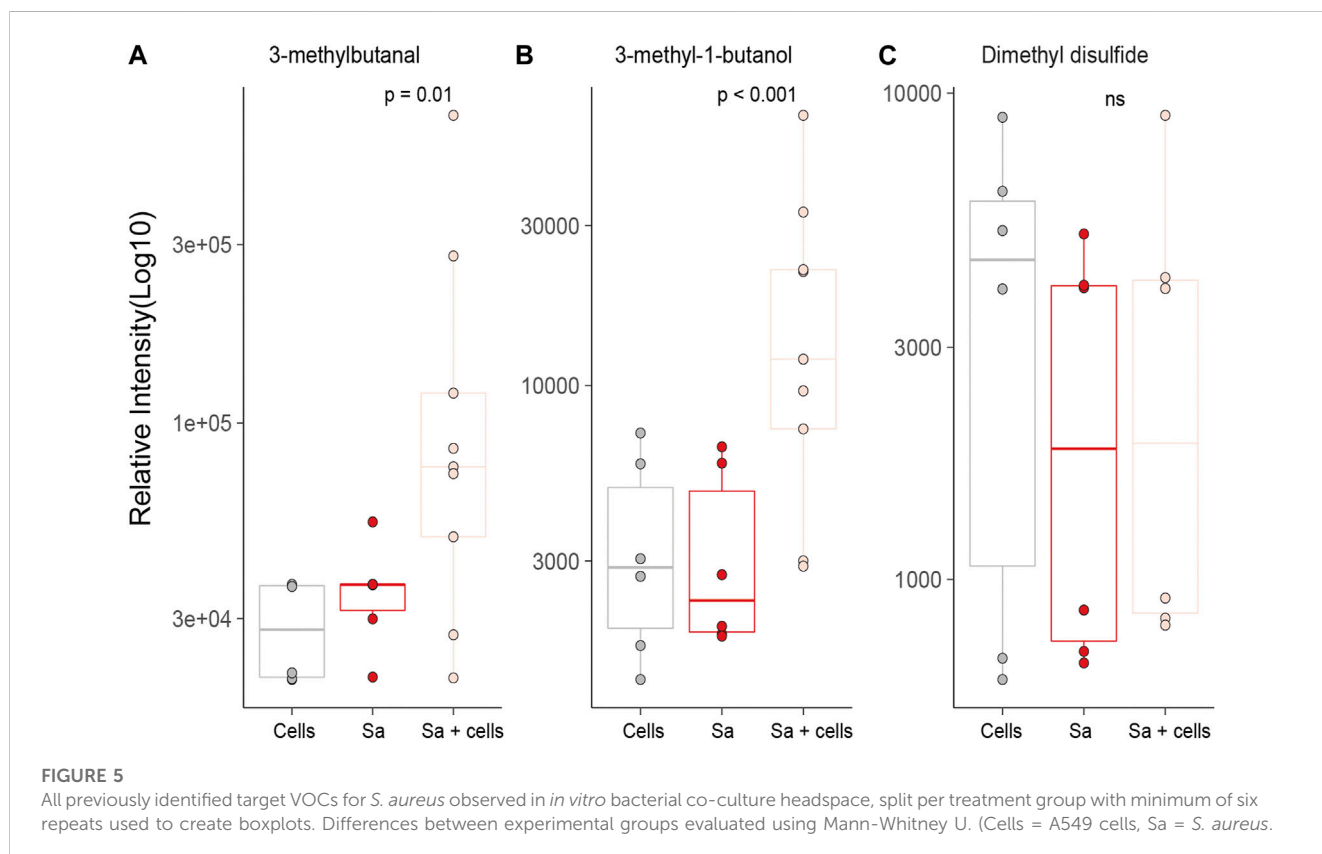 A
3-methylbutanal
p = 0.01
B
3-methyl-1-butanol
p < 0.001
C
Dimethyl disulfide
ns
Relative Intensity(Log10)
3e+05
1e+05
3e+04
Cells
Sa
Sa + cells
30000
10000
3000
Cells
Sa
Sa + cells
10000
3000
1000
Cells
Sa
Sa + cells
FIGURE 5
All previously identified target VOCs for S. aureus observed in in vitro bacterial co-culture headspace, split per treatment group with minimum of six
repeats used to create boxplots. Differences between experimental groups evaluated using Mann-Whitney U. (Cells = A549 cells, Sa = S. aureus.